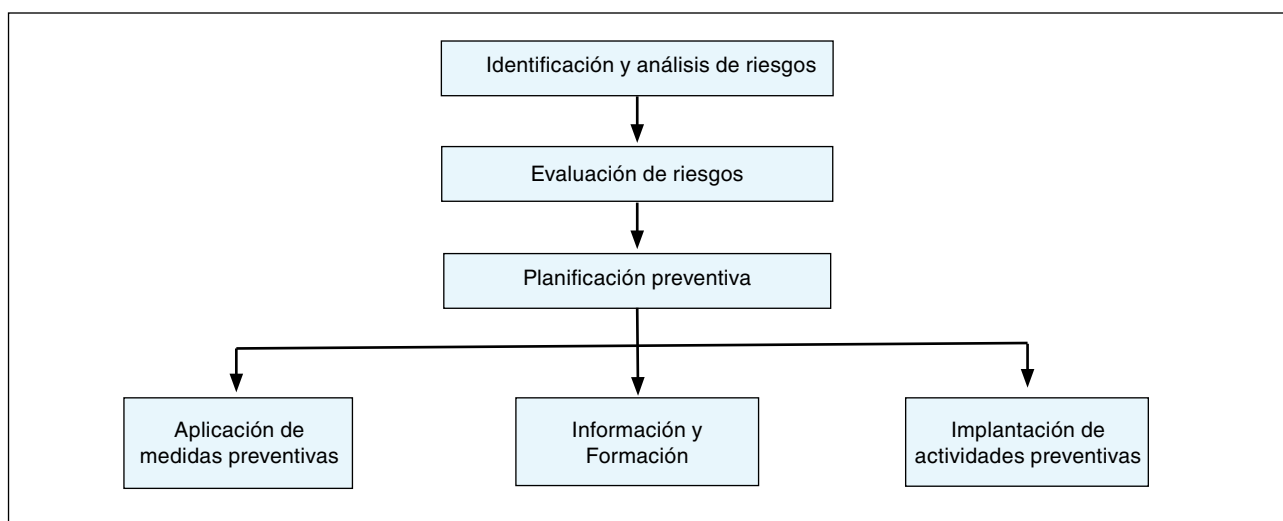 Identificación y análisis de riesgos
Evaluación de riesgos
Planificación preventiva
Aplicación de
medidas preventivas
Información y
Formación
Implantación de
actividades preventivas